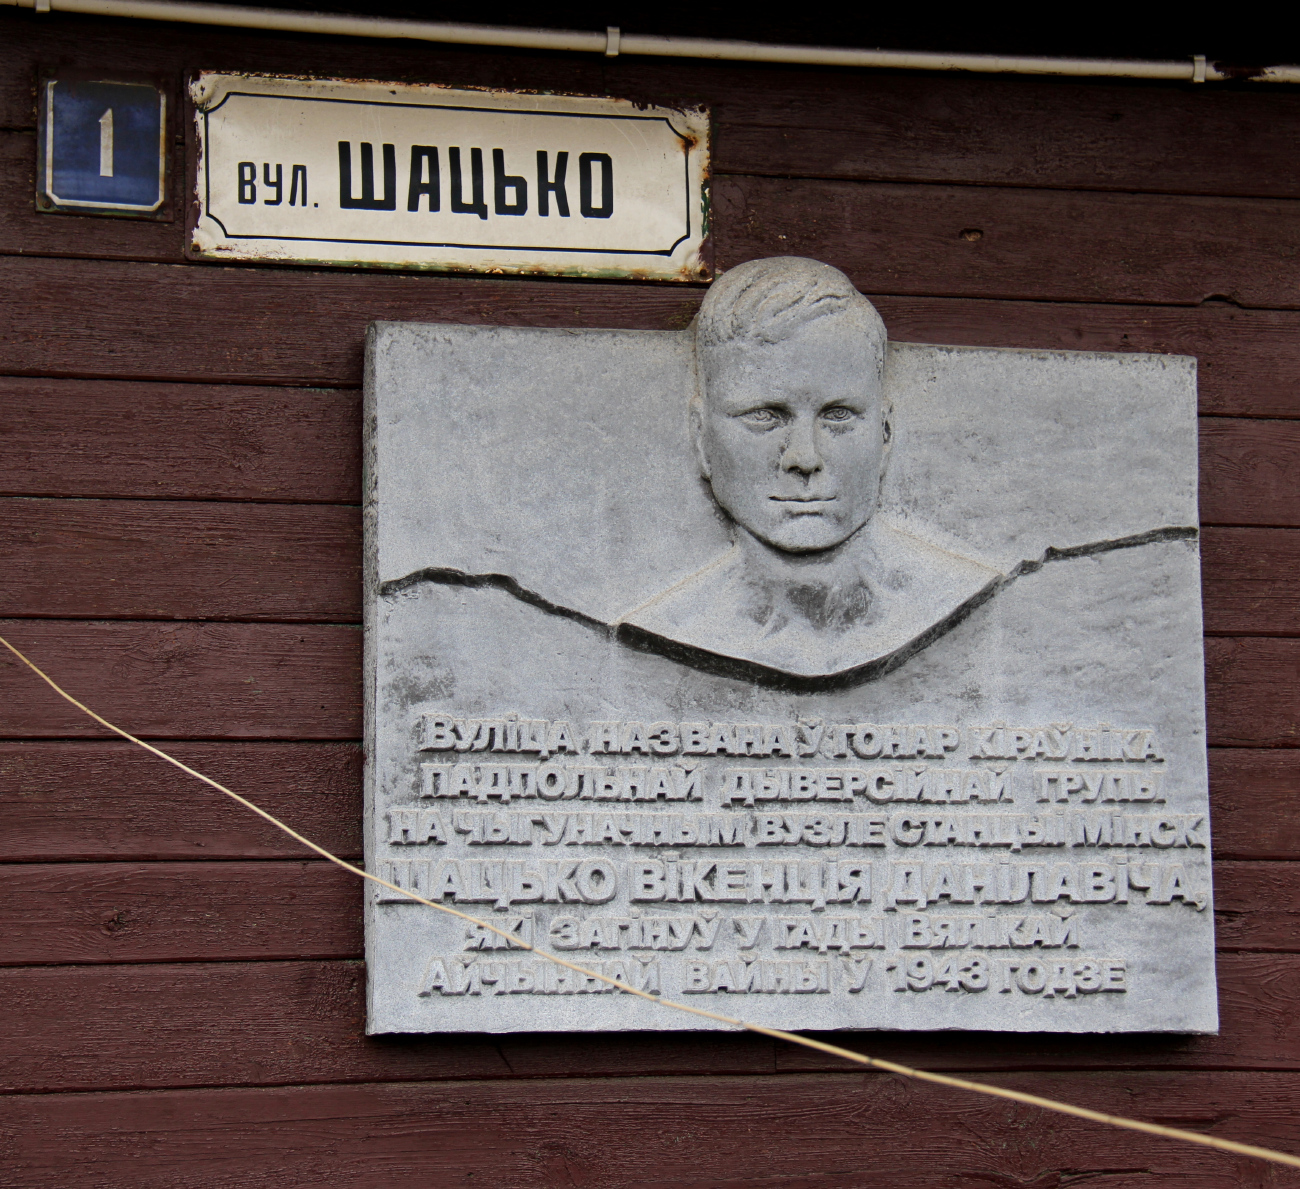 1
вул. ШАЦЬКО
ВУЛІЦА НАЗВАНА Ў ГОНАР КІРАЎНІКА
ПАДПОЛЬНАЙ ДЫВЕРСІЙНАЙ ГРУПЫ
НА ЧЫГУНАЧНЫМ ВУЗЛЕ СТАНЦЫІ МІНСК
ШАЦЬКО ВІКЕНЦІЯ ДАНІЛАВІЧА,
ЯКІ ЗАГІНУЎ У ГАДЫ ВЯЛІКАЙ
АЙЧЫННАЙ ВАЙНЫ Ў 1943 ГОДЗЕ